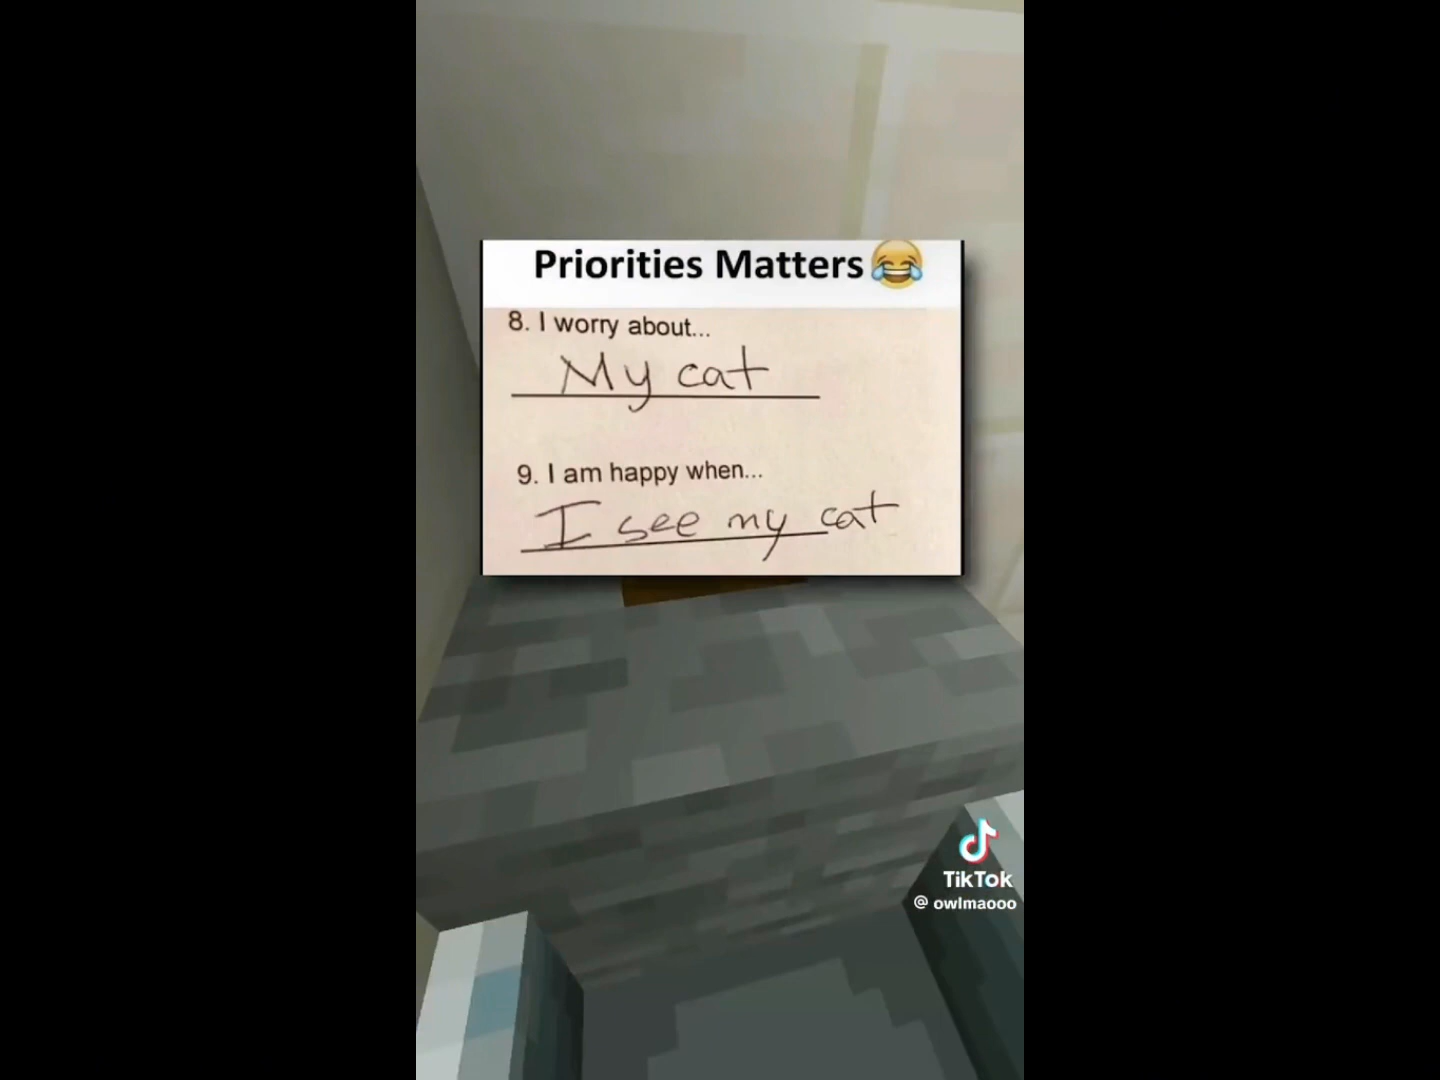 Priorities Matters😂
8. I worry about...
My cat
9. I am happy when...
I see my cat
TikTok
@ owlmaooo